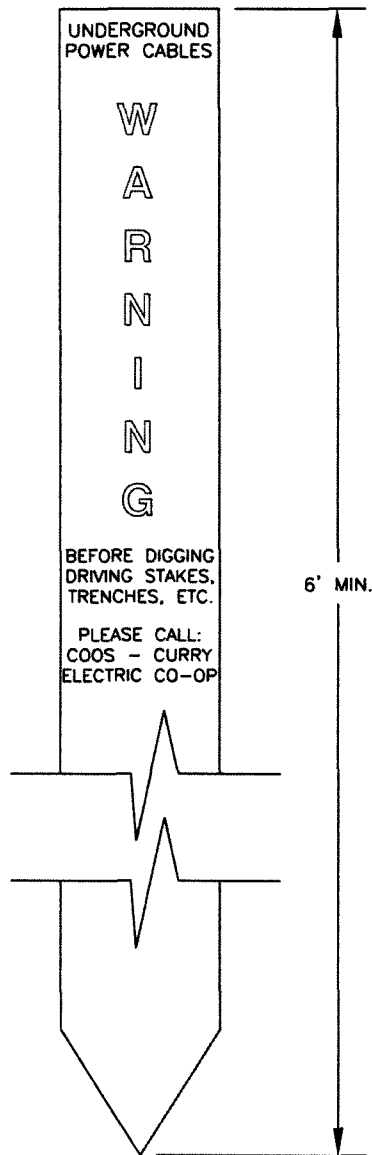 UNDERGROUND
POWER CABLES
W
A
R
N
I
N
G
BEFORE DIGGING
DRIVING STAKES,
TRENCHES, ETC.
PLEASE CALL:
COOS – CURRY
ELECTRIC CO-OP
6' MIN.